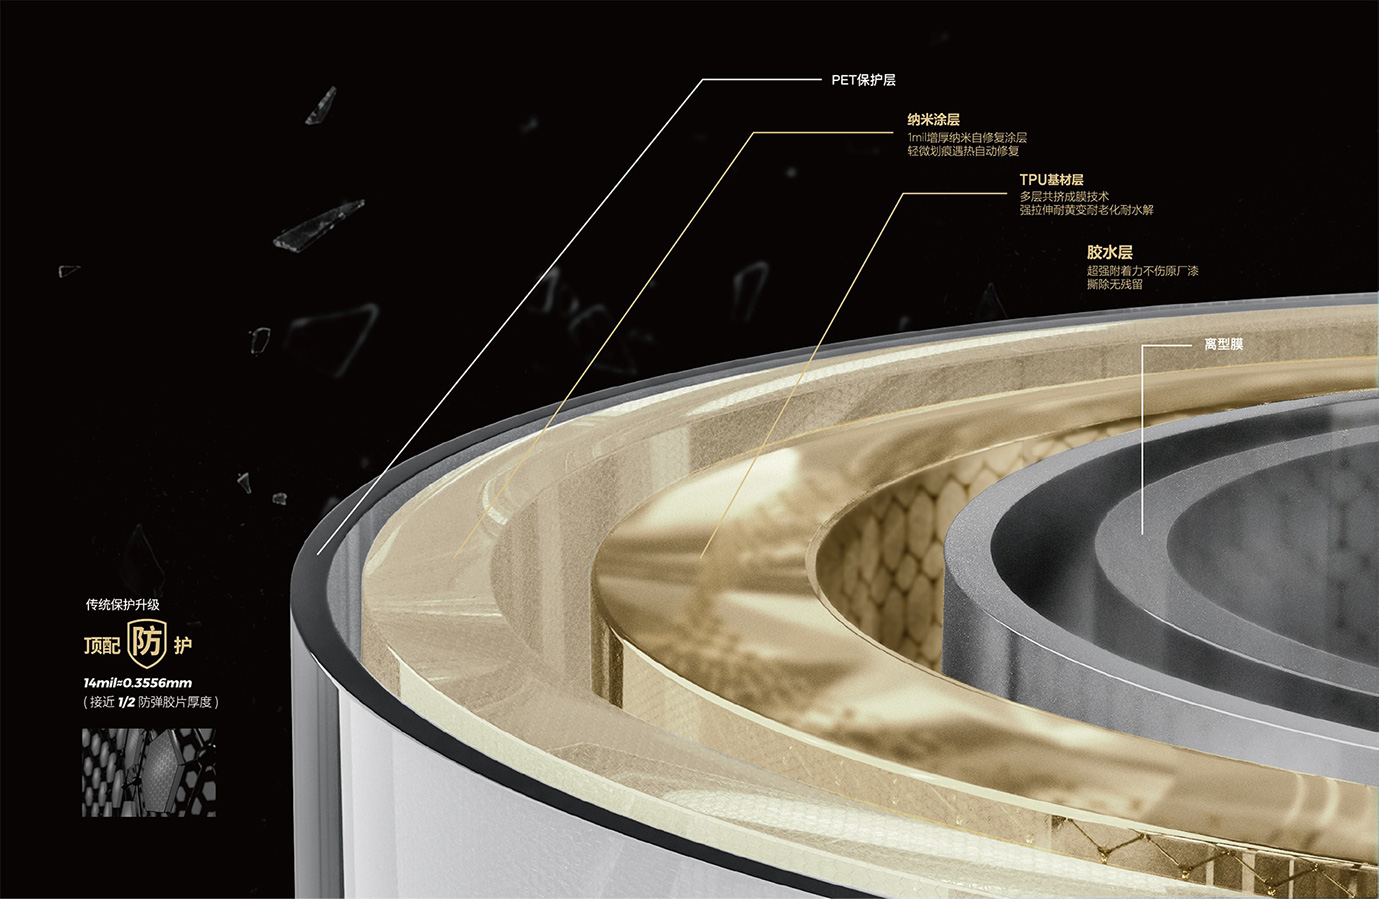 PET保护层
纳米涂层
1mil增厚纳米自修复涂层
轻微划痕遇热自动修复
TPU基材层
多层共挤成膜技术
强拉伸耐黄变耐老化耐水解
胶水层
超强附着力不伤原厂漆
撕除无残留
离型膜
传统保护升级
顶配 防 护
14mil≈0.3556mm
( 接近 1/2 防弹胶片厚度 )